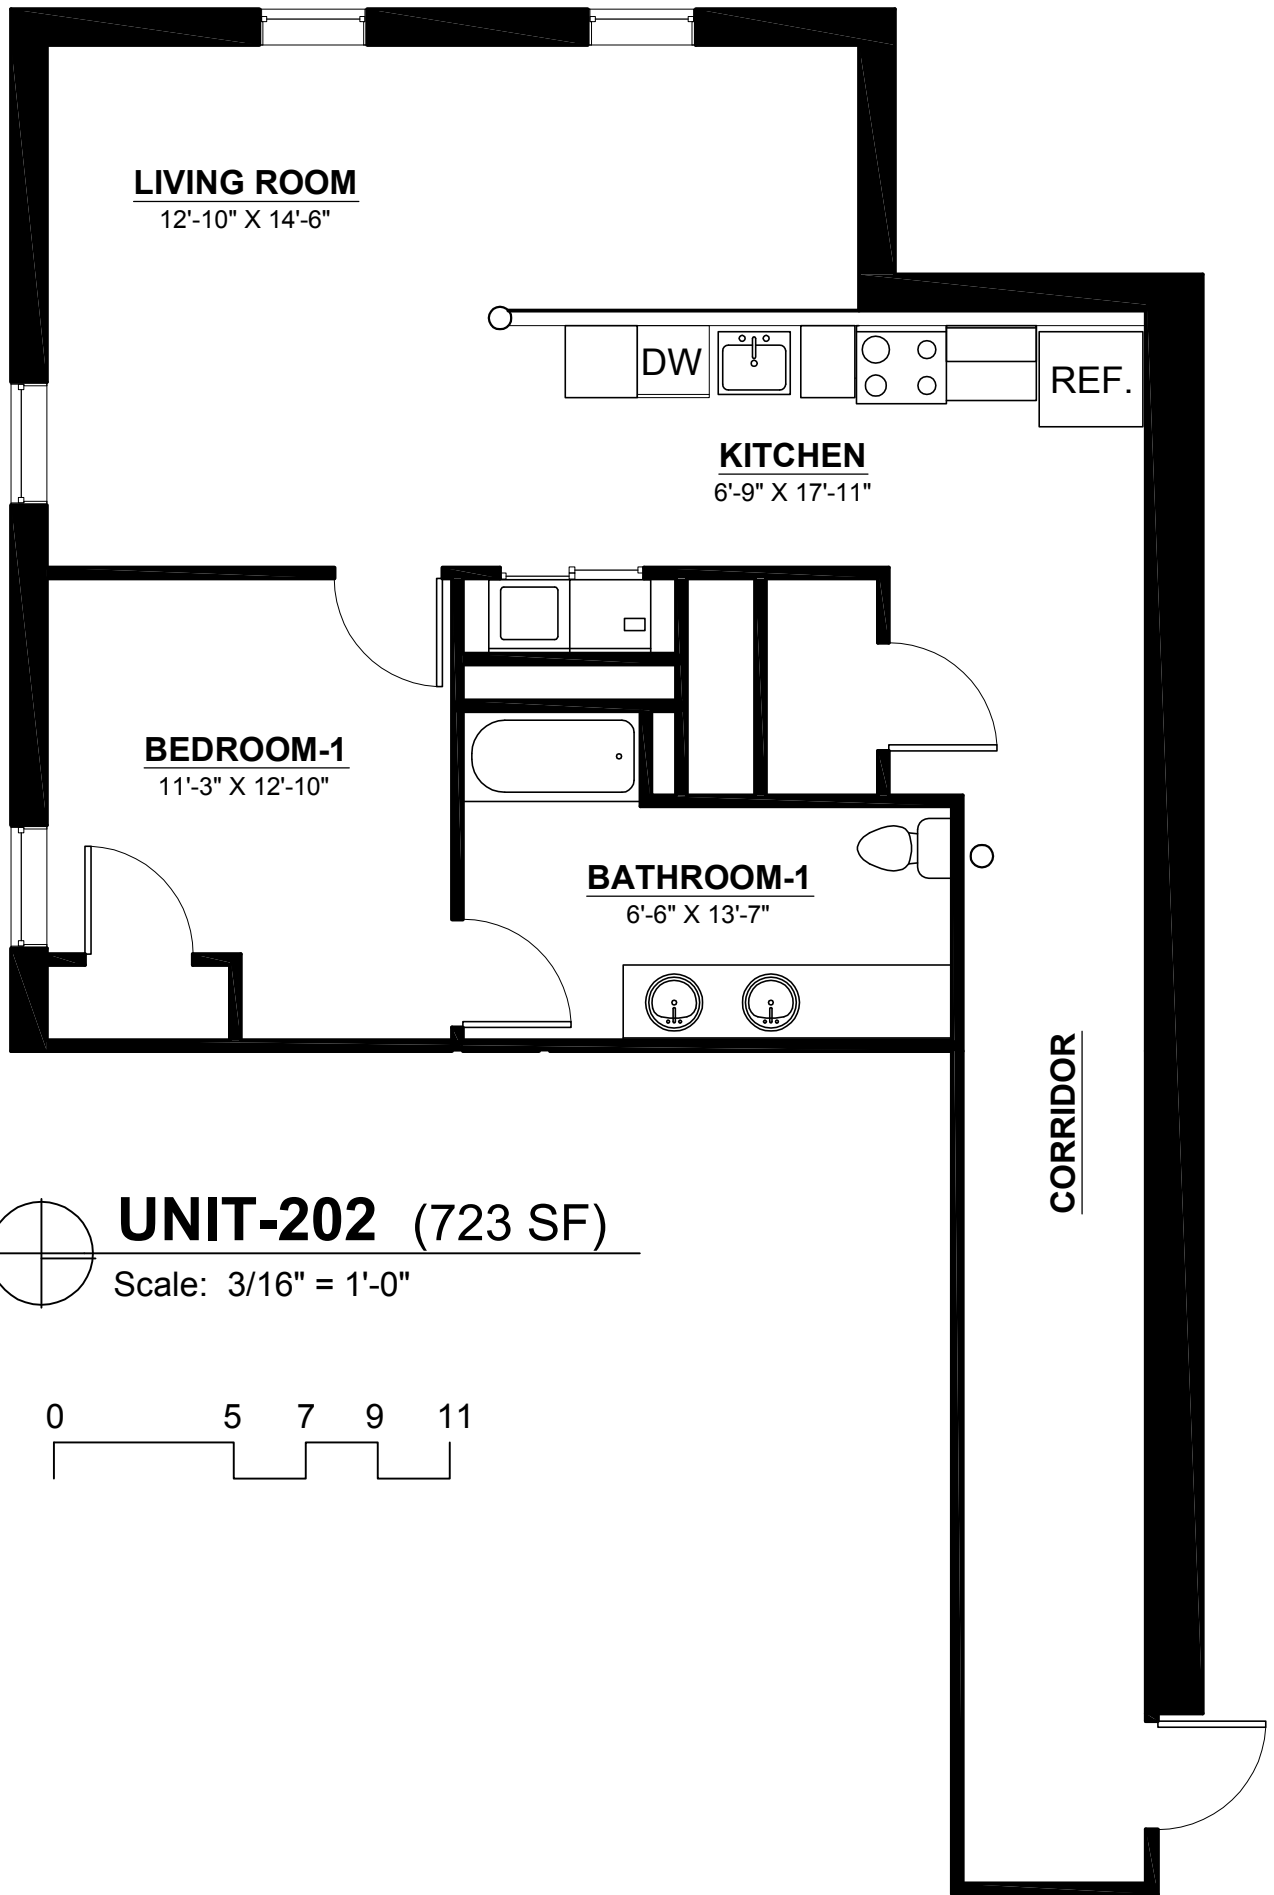 LIVING ROOM
12'-10" X 14'-6"
DW
REF.
KITCHEN
6'-9" X 17'-11"
BEDROOM-1
11'-3" X 12'-10"
BATHROOM-1
6'-6" X 13'-7"
CORRIDOR
UNIT-202 (723 SF)
Scale: 3/16" = 1'-0"
0 5 7 9 11